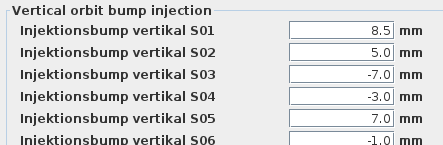 Vertical orbit bump injection
Injektionsbump vertikal S01 8.5 mm
Injektionsbump vertikal S02 5.0 mm
Injektionsbump vertikal S03 -7.0 mm
Injektionsbump vertikal S04 -3.0 mm
Injektionsbump vertikal S05 7.0 mm
Injektionsbump vertikal S06 -1.0 mm